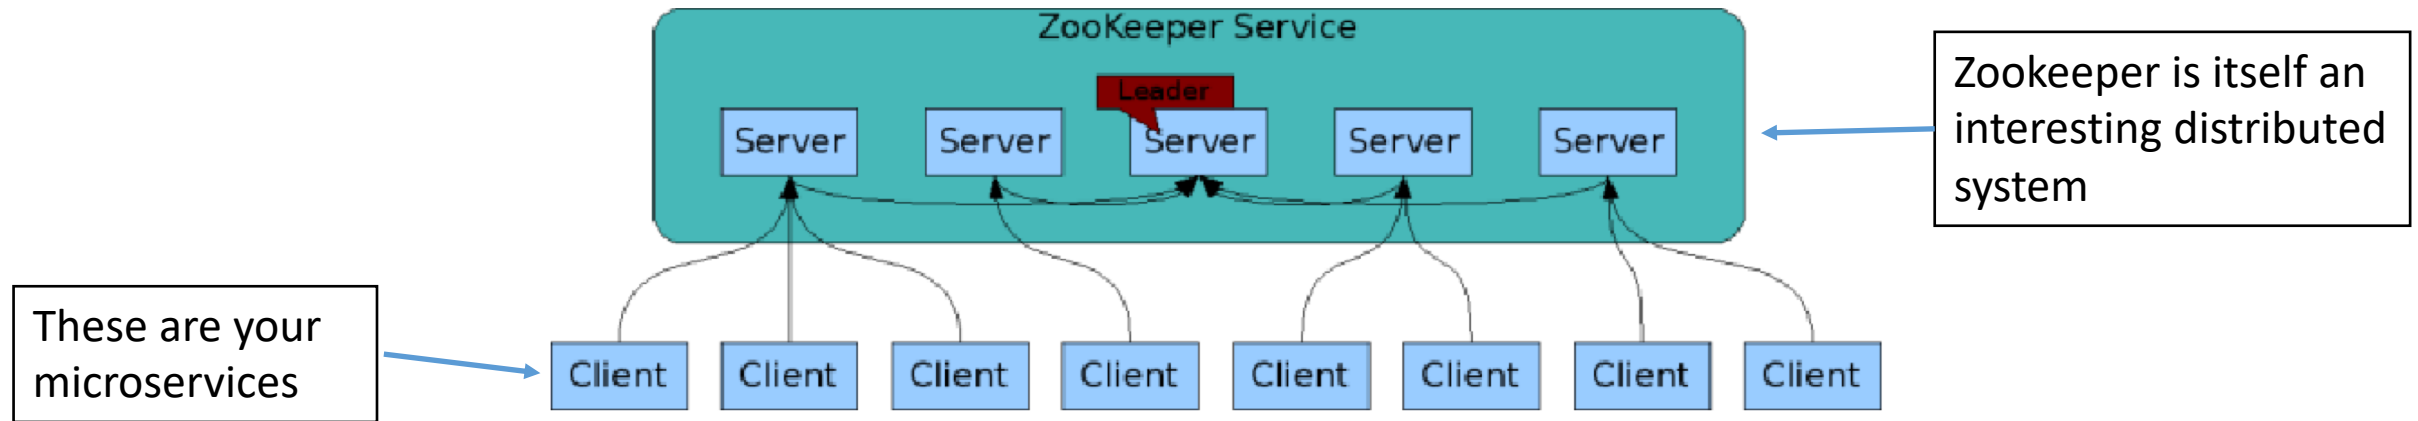 ZooKeeper Service
Leader
Server
Server
Server
Server
Server
Zookeeper is itself an
interesting distributed
system
These are your
microservices
Client
Client
Client
Client
Client
Client
Client
Client